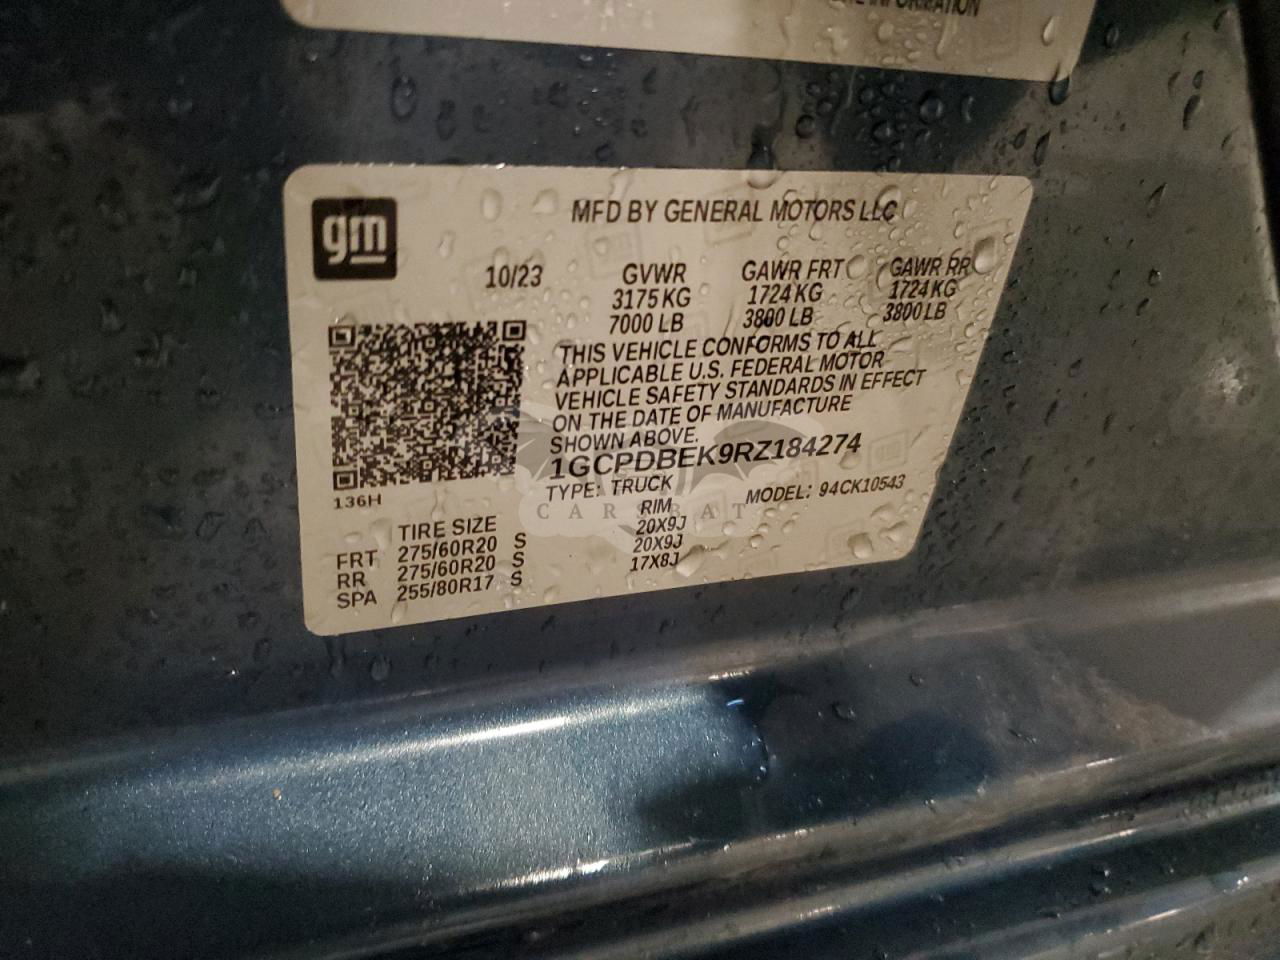 INFORMATION
gm
MFD BY GENERAL MOTORS LLC
10/23 GVWR GAWR FRT GAWR RR
3175 KG 1724 KG 1724 KG
7000 LB 3800 LB 3800 LB
THIS VEHICLE CONFORMS TO ALL
APPLICABLE U.S. FEDERAL MOTOR
VEHICLE SAFETY STANDARDS IN EFFECT
ON THE DATE OF MANUFACTURE
SHOWN ABOVE.
1GCPDBEK9RZ184274
TYPE: TRUCK MODEL: 94CK10543
136H
CARSBAT
TIRE SIZE RIM
FRT 275/60R20 S 20X9J
RR 275/60R20 S 20X9J
SPA 255/80R17 S 17X8J